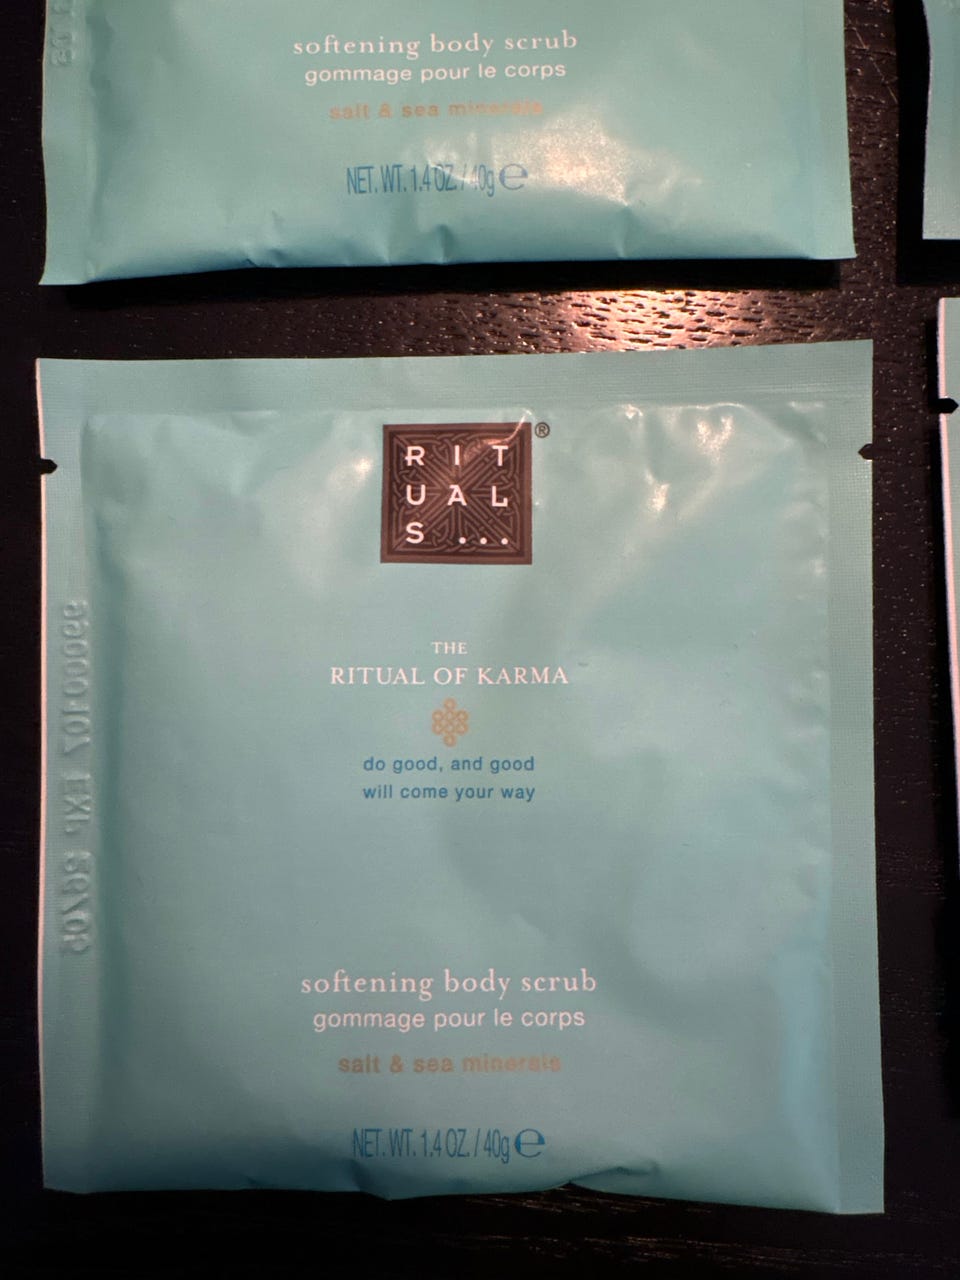 softening body scrub
gommage pour le corps
salt & sea minerals
NET. WT. 1.4 OZ. / 40g e
RIT
UAL
S...
®
THE
RITUAL OF KARMA
do good, and good
will come your way
softening body scrub
gommage pour le corps
salt & sea minerals
NET. WT. 1.4 OZ. / 40g e